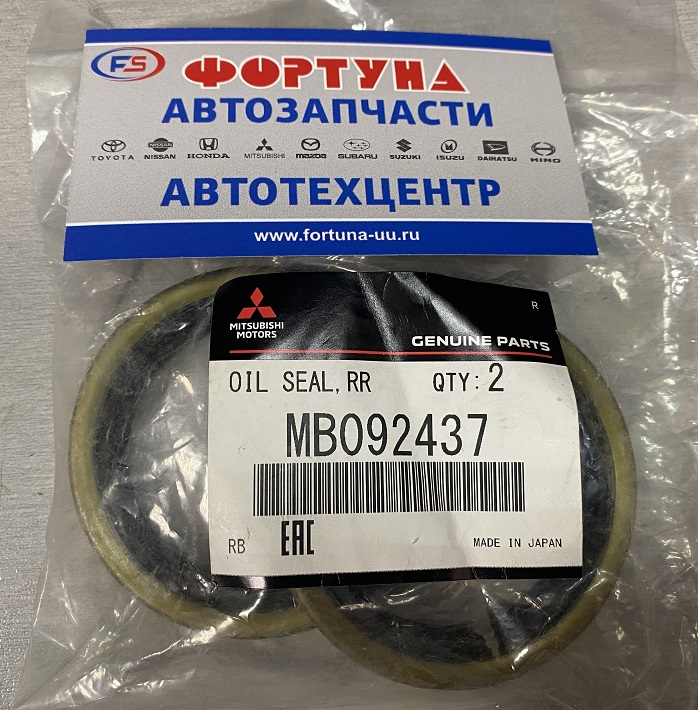 FS ФОРТУНА
АВТОЗАПЧАСТИ
TOYOTA NISSAN HONDA MITSUBISHI mazda SUBARU SUZUKI ISUZU DAIHATSU HINO
АВТОТЕХЦЕНТР
www.fortuna-uu.ru
R
MITSUBISHI
MOTORS
GENUINE PARTS
OIL SEAL,RR QTY:2
MB092437
RB EAC MADE IN JAPAN